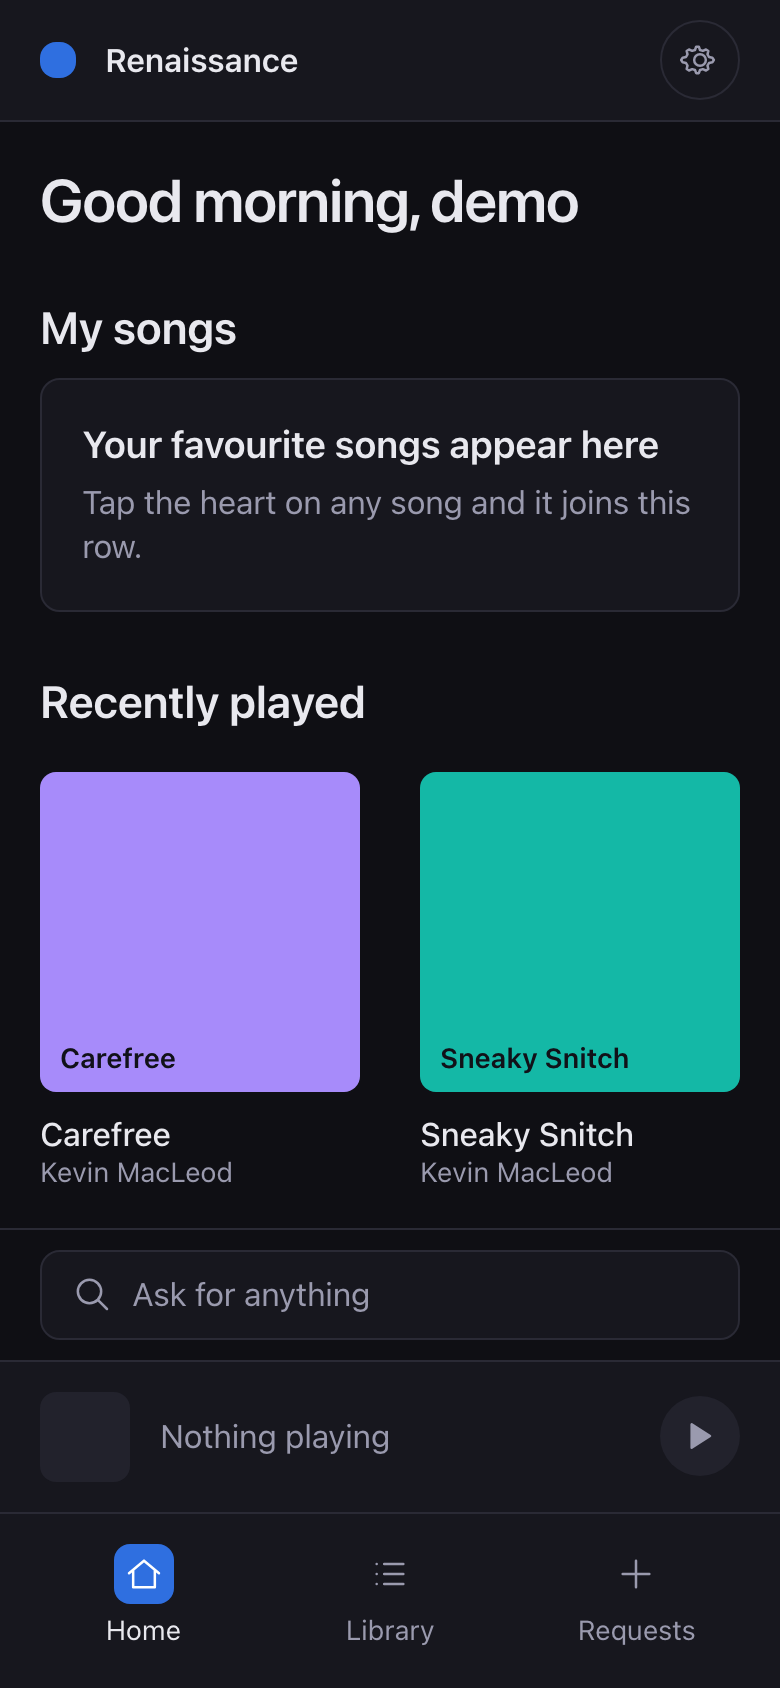 Renaissance
Good morning, demo
My songs
Your favourite songs appear here
Tap the heart on any song and it joins this
row.
Recently played
Carefree
Sneaky Snitch
Carefree
Sneaky Snitch
Kevin MacLeod
Kevin MacLeod
Ask for anything
Nothing playing
Home
Library
Requests